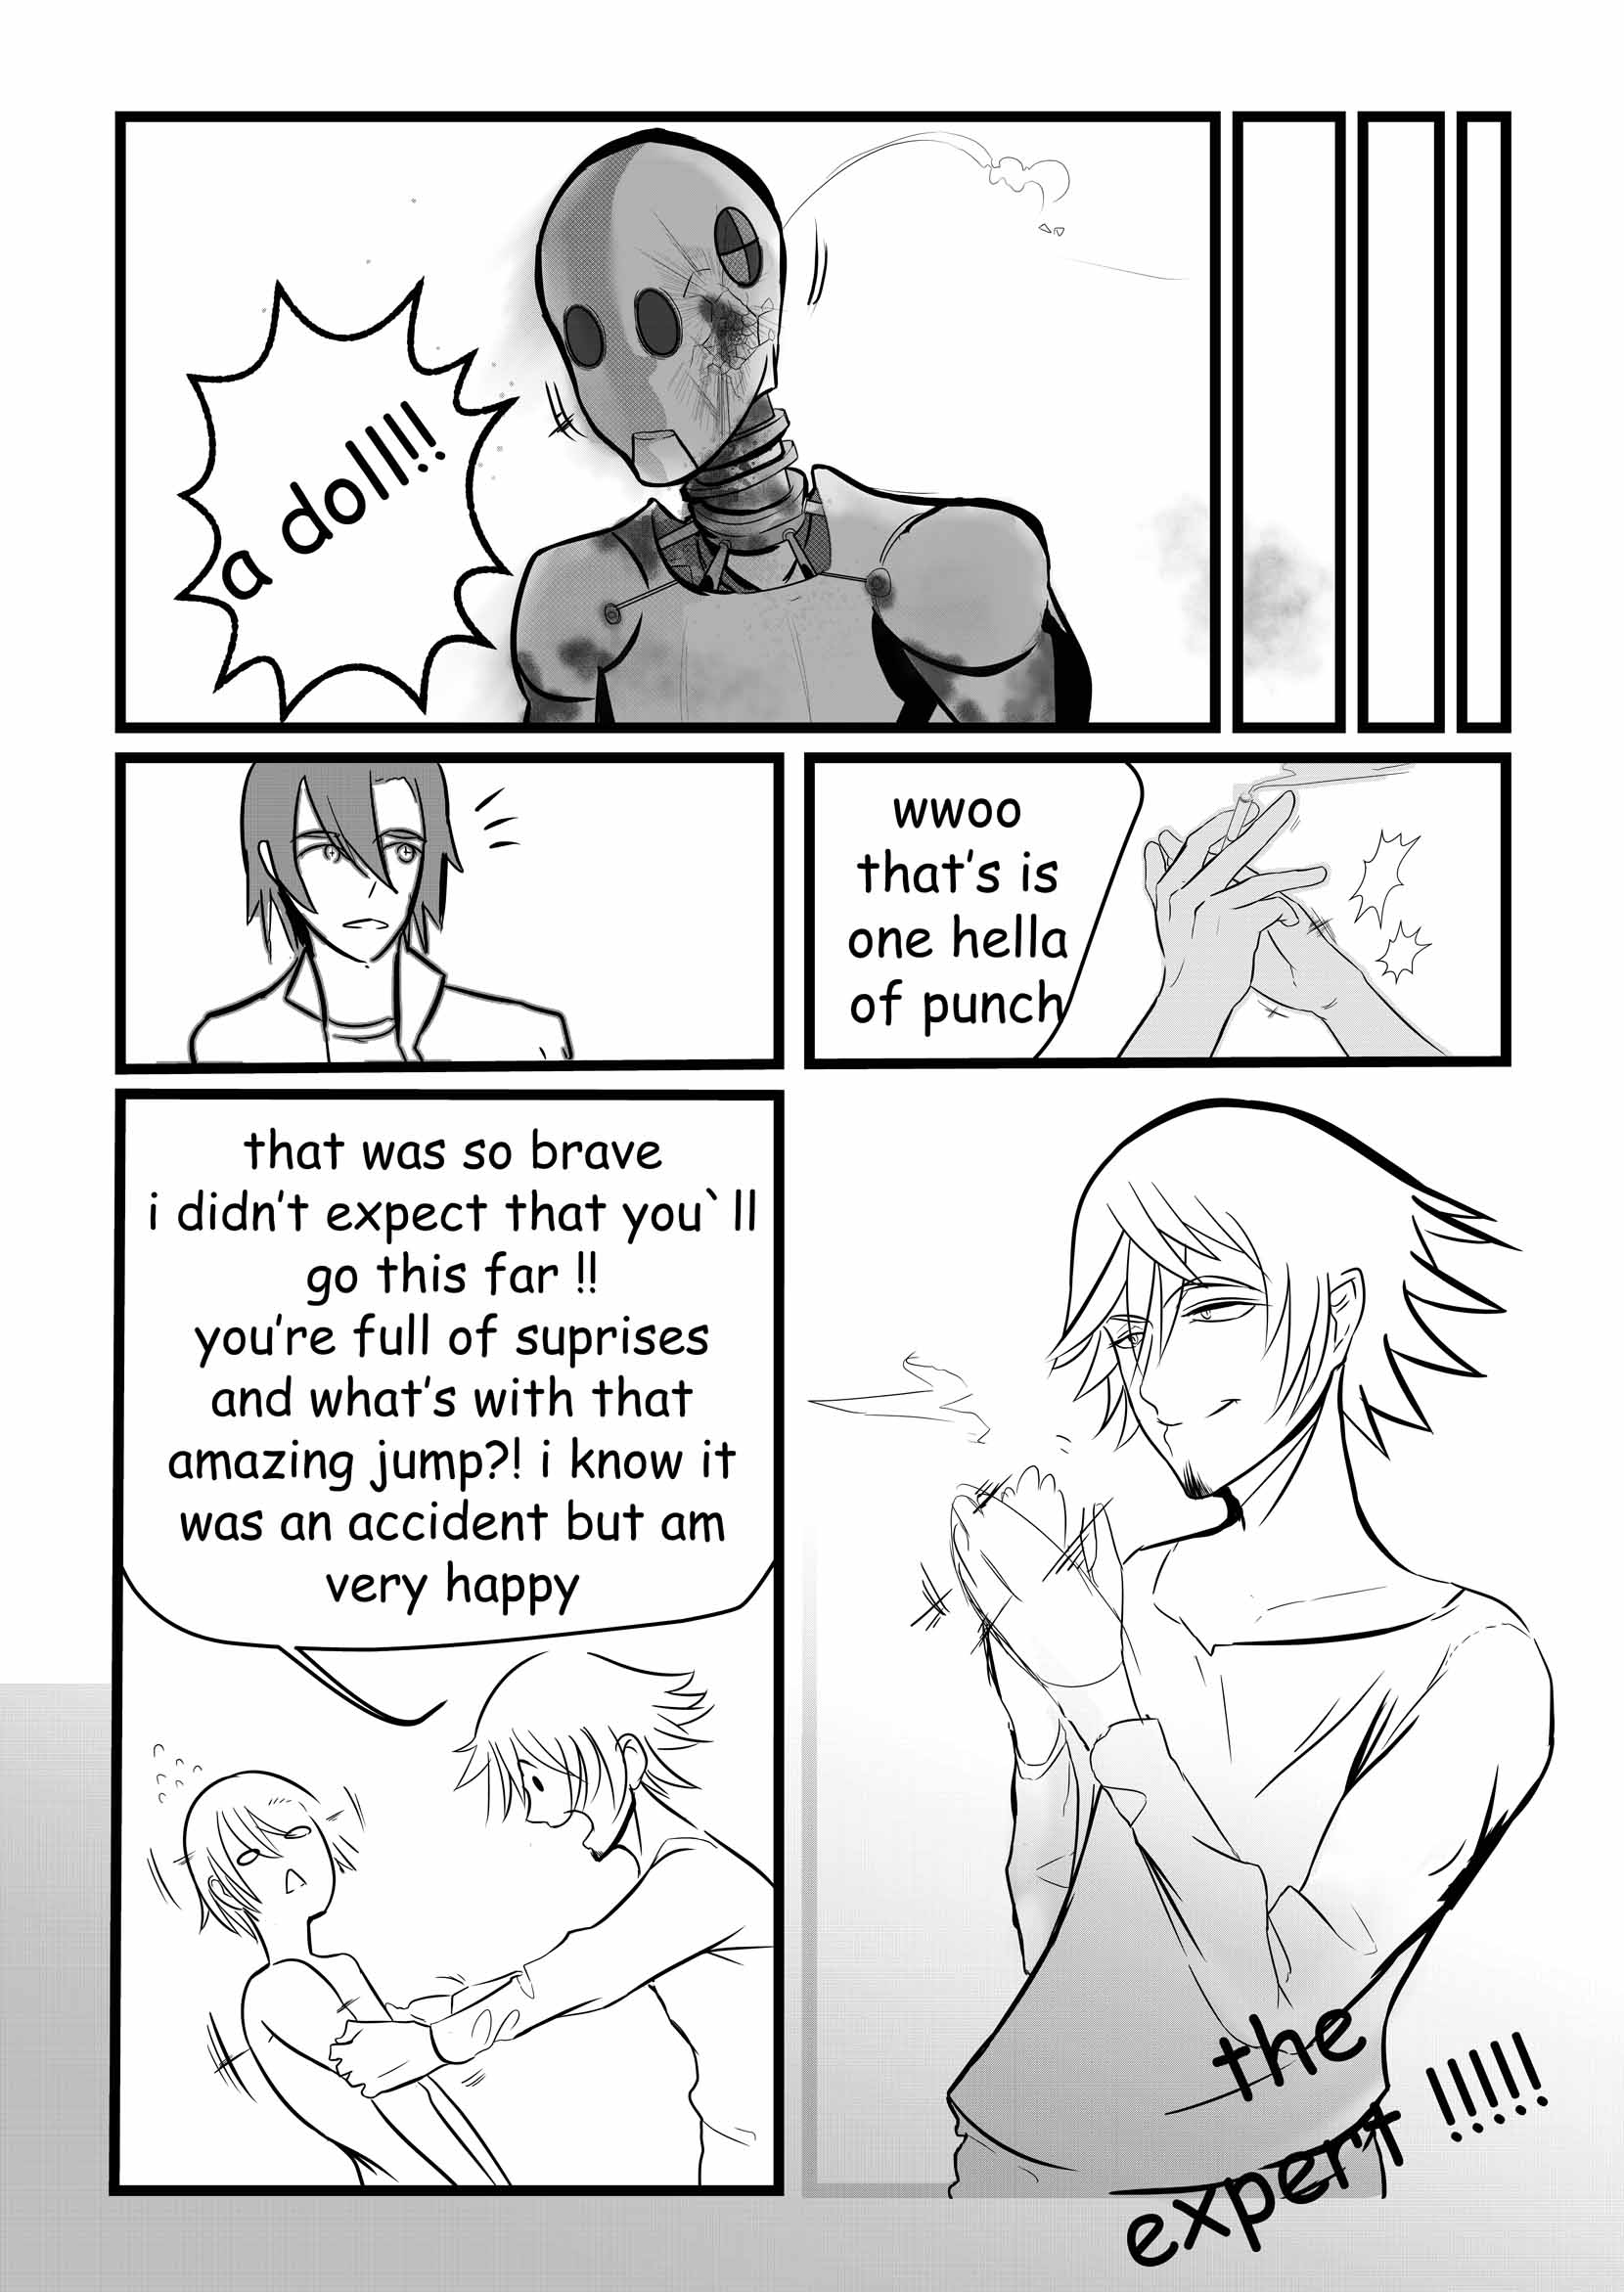 a doll!!
wwoo
that's is
one hella
of punch
that was so brave
i didn't expect that you`ll
go this far !!
you're full of suprises
and what's with that
amazing jump?! i know it
was an accident but am
very happy
the
expert !!!!!